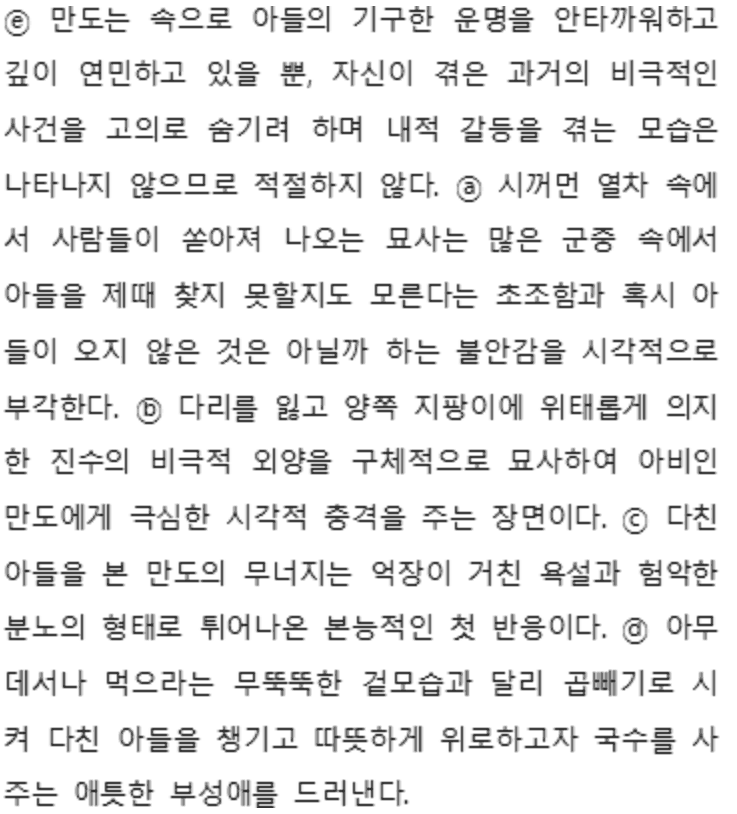 ⓔ 만도는 속으로 아들의 기구한 운명을 안타까워하고
깊이 연민하고 있을 뿐, 자신이 겪은 과거의 비극적인
사건을 고의로 숨기려 하며 내적 갈등을 겪는 모습은
나타나지 않으므로 적절하지 않다. ⓐ 시꺼먼 열차 속에
서 사람들이 쏟아져 나오는 묘사는 많은 군중 속에서
아들을 제때 찾지 못할지도 모른다는 초조함과 혹시 아
들이 오지 않은 것은 아닐까 하는 불안감을 시각적으로
부각한다. ⓑ 다리를 잃고 양쪽 지팡이에 위태롭게 의지
한 진수의 비극적 외양을 구체적으로 묘사하여 아비인
만도에게 극심한 시각적 충격을 주는 장면이다. ⓒ 다친
아들을 본 만도의 무너지는 억장이 거친 욕설과 험악한
분노의 형태로 튀어나온 본능적인 첫 반응이다. ⓓ 아무
데서나 먹으라는 무뚝뚝한 겉모습과 달리 곱빼기로 시
켜 다친 아들을 챙기고 따뜻하게 위로하고자 국수를 사
주는 애틋한 부성애를 드러낸다.